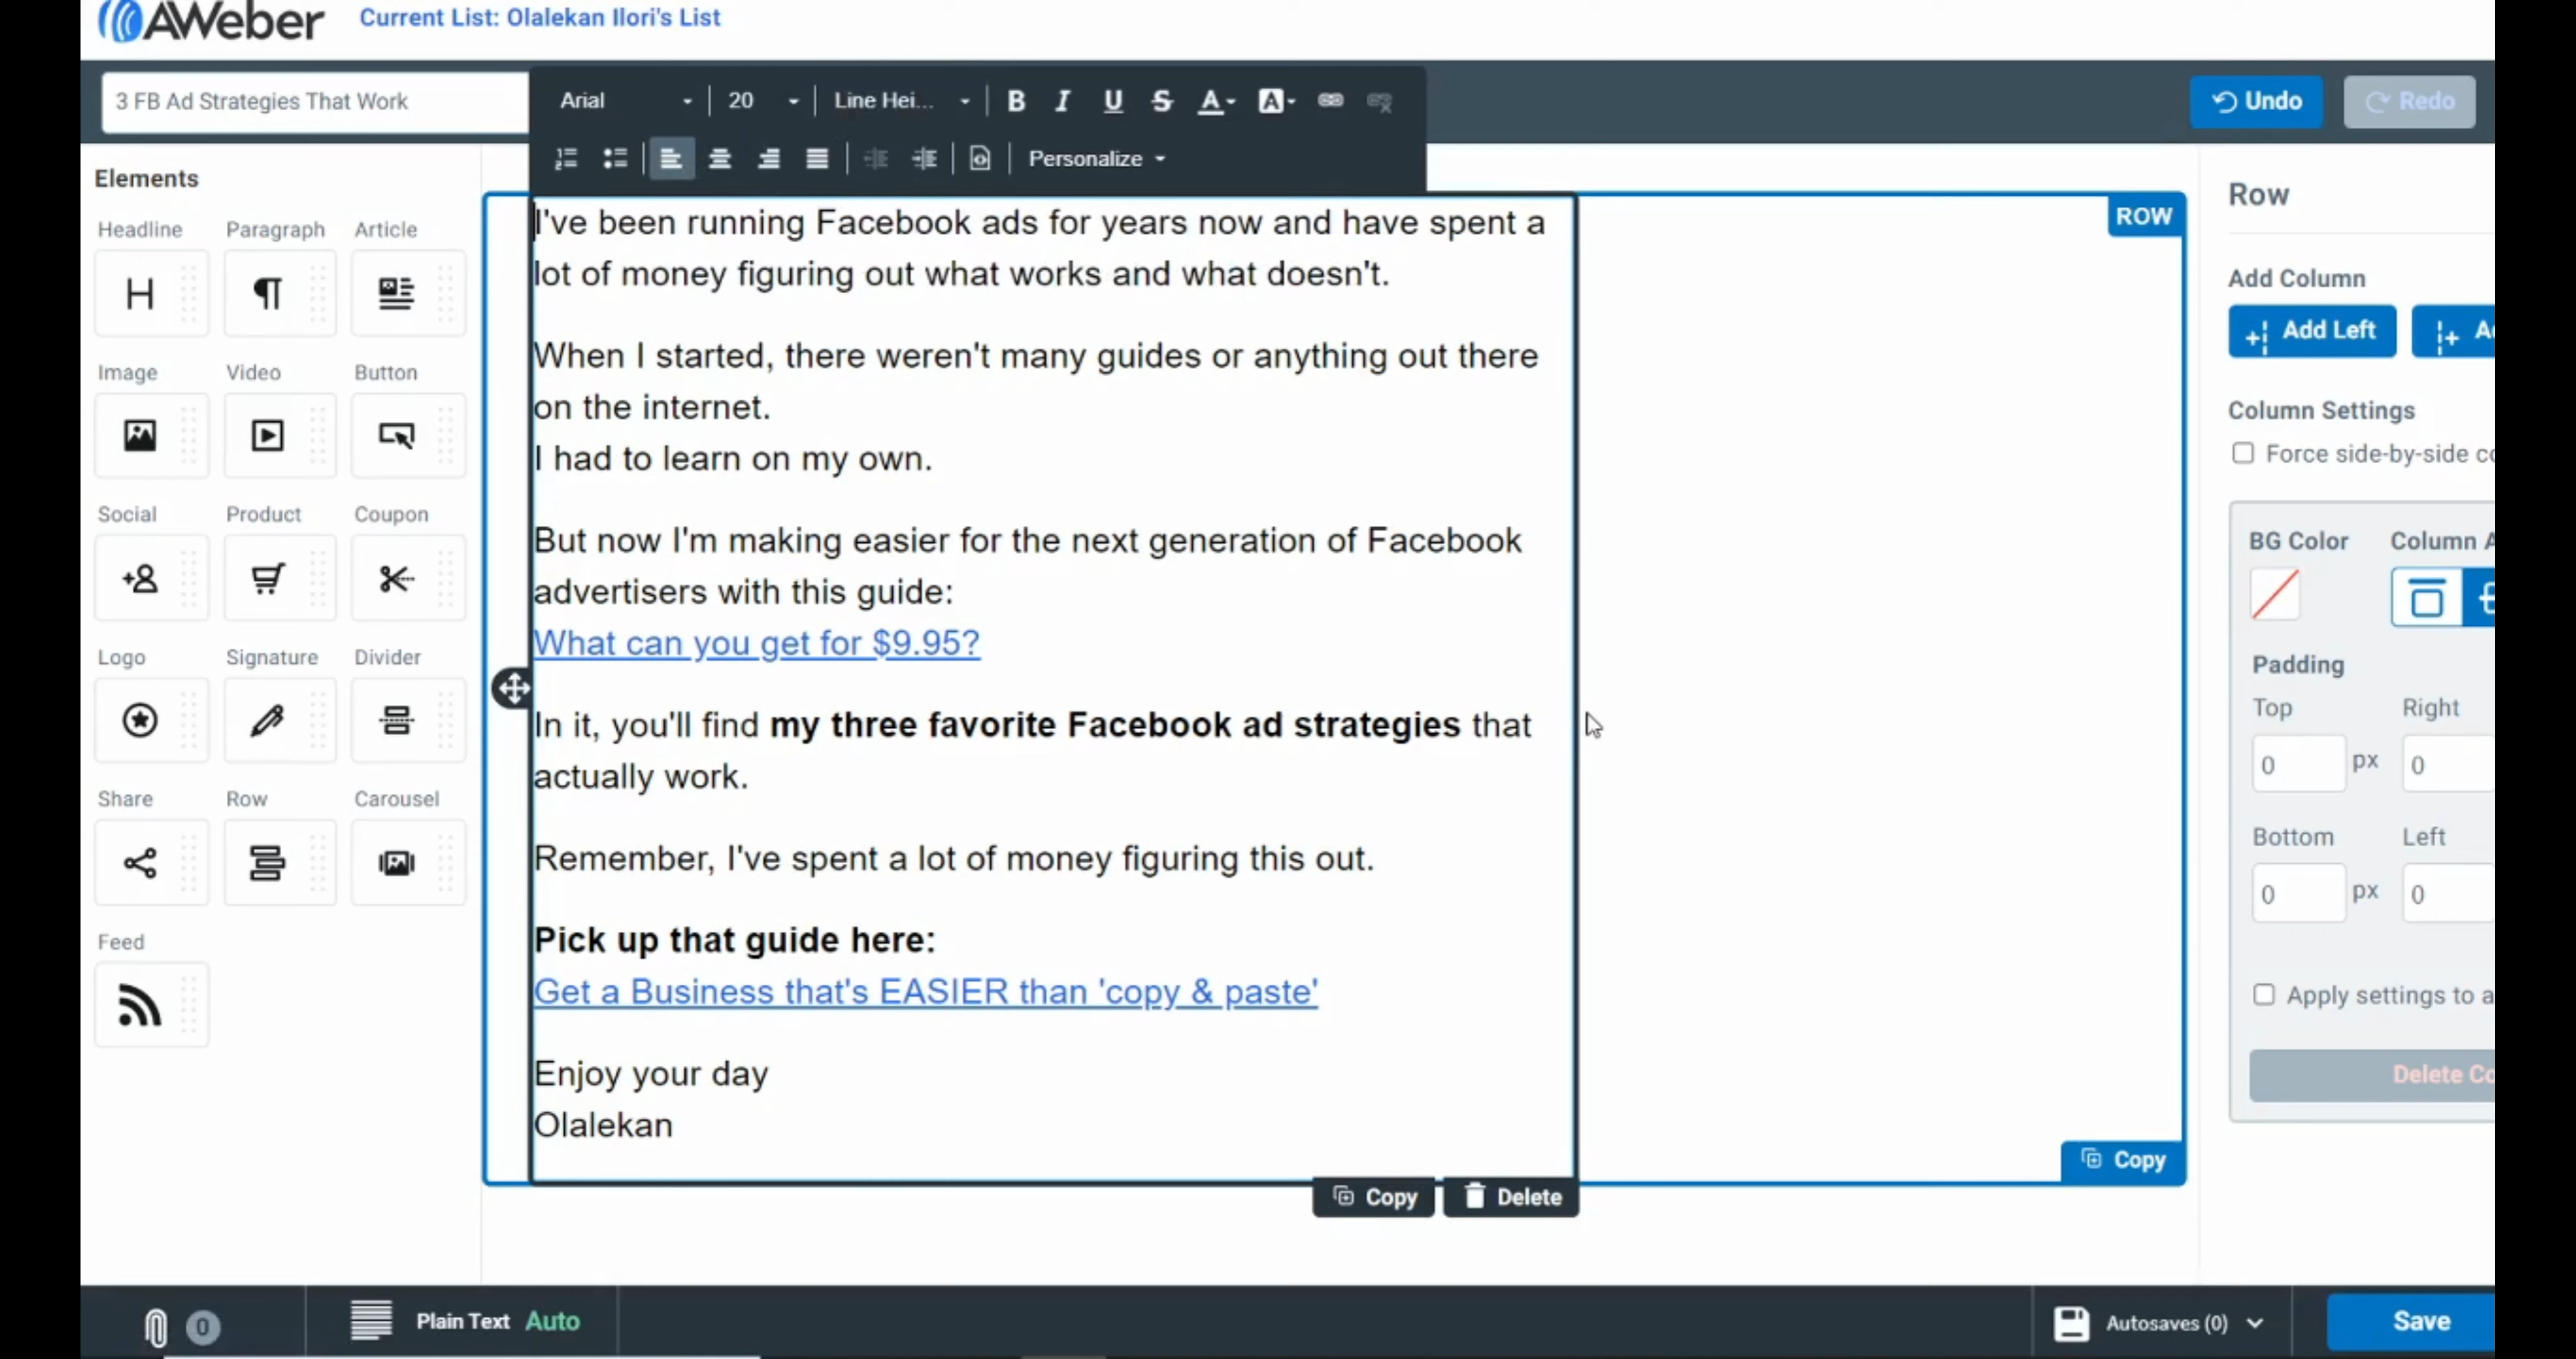 AWeber
Current List: Olalekan Ilori's List
3 FB Ad Strategies That Work
Arial
20
Line Hei...
B I U S A A
Undo
Redo
Personalize
Elements
Headline Paragraph Article
H
Image Video Button
Social Product Coupon
Logo Signature Divider
Share Row Carousel
Feed
I've been running Facebook ads for years now and have spent a
lot of money figuring out what works and what doesn't.
When I started, there weren't many guides or anything out there
on the internet.
I had to learn on my own.
But now I'm making easier for the next generation of Facebook
advertisers with this guide:
What can you get for $9.95?
In it, you'll find my three favorite Facebook ad strategies that
actually work.
Remember, I've spent a lot of money figuring this out.
Pick up that guide here:
Get a Business that's EASIER than 'copy & paste'
Enjoy your day
Olalekan
ROW
Copy
Copy
Delete
Row
Add Column
Add Left
Column Settings
Force side-by-side
BG Color Column
Padding
Top Right
0 px 0
Bottom Left
0 px 0
Apply settings to
Delete
0
Plain Text Auto
Autosaves (0)
Save